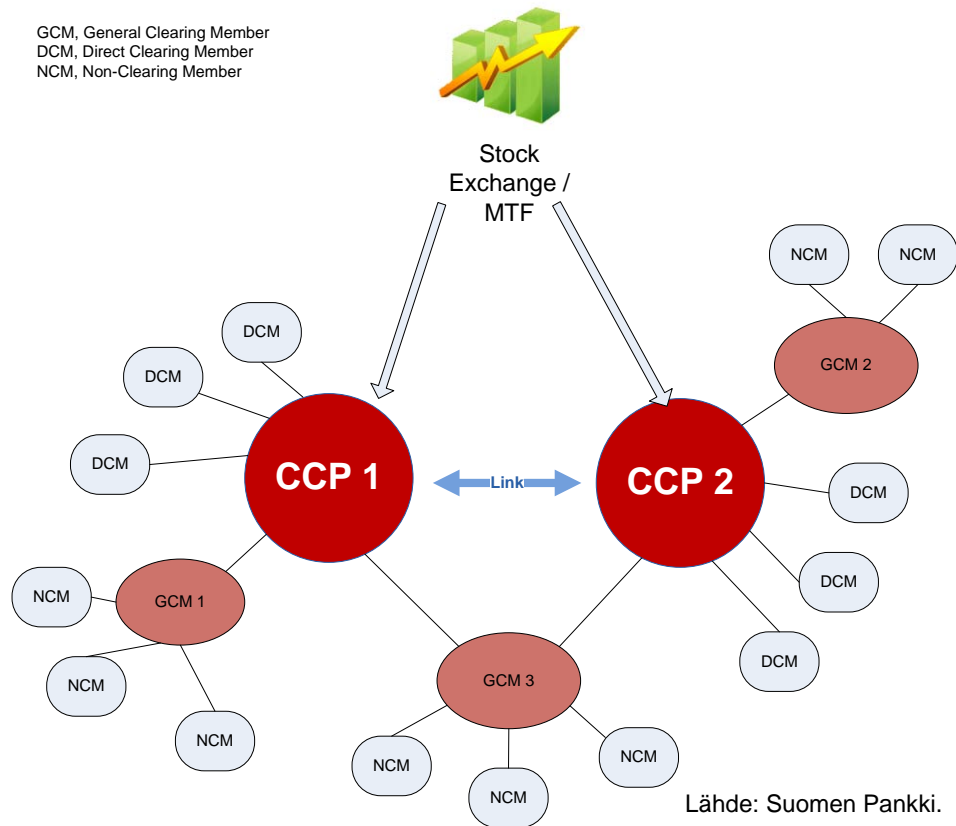 GCM, General Clearing Member
DCM, Direct Clearing Member
NCM, Non-Clearing Member
Stock
Exchange /
MTF
NCM
NCM
DCM
GCM 2
DCM
DCM
CCP 1
Link
CCP 2
DCM
DCM
NCM
GCM 1
DCM
NCM
GCM 3
NCM
NCM
NCM
NCM
Lähde: Suomen Pankki.